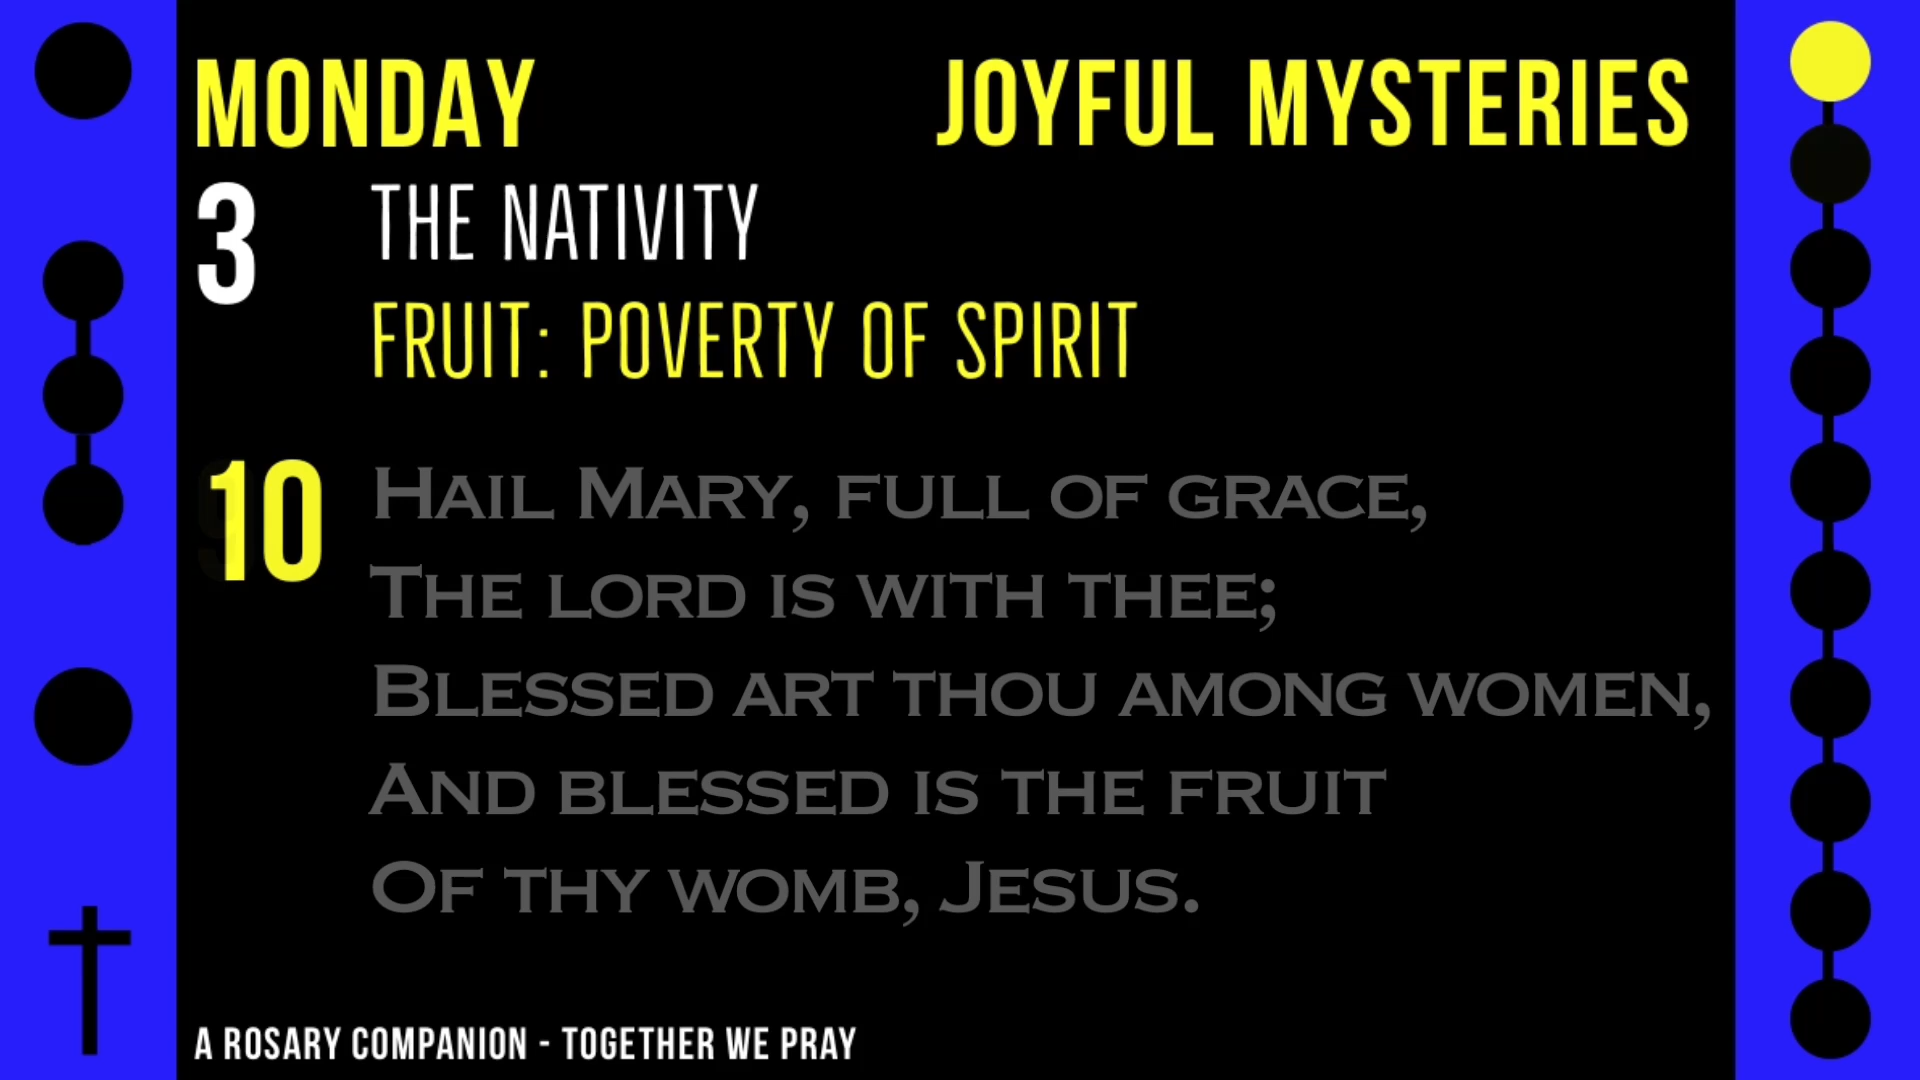 MONDAY JOYFUL MYSTERIES
3 THE NATIVITY
FRUIT: POVERTY OF SPIRIT
10 HAIL MARY, FULL OF GRACE,
THE LORD IS WITH THEE;
BLESSED ART THOU AMONG WOMEN,
AND BLESSED IS THE FRUIT
OF THY WOMB, JESUS.
A ROSARY COMPANION - TOGETHER WE PRAY